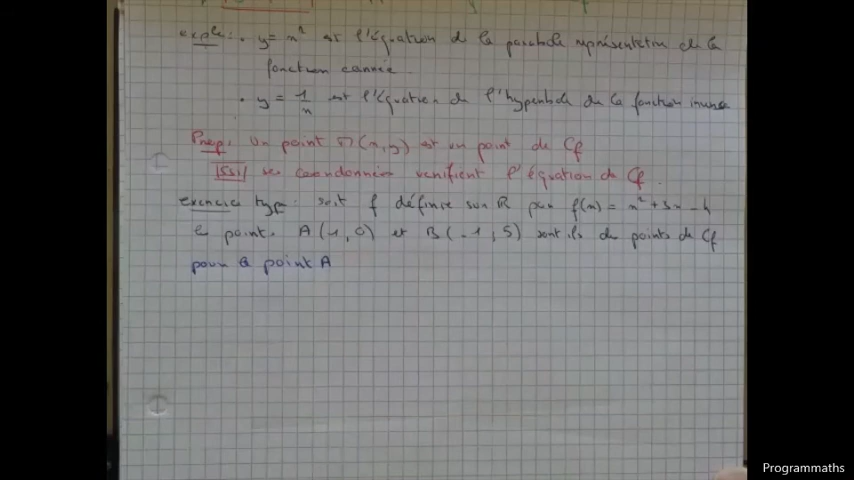 exple : • y = x² est l'équation de la parabole représentative de la
fonction carrée
• y = 1/x est l'équation de l'hyperbole de la fonction inverse
Prop : Un point M(x,y) est un point de Cf
SSI ses coordonnées vérifient l'équation de Cf.
exercice type : soit f définie sur R par f(x) = x² + 3x - 4
le point. A(1,0) et B(-1,5) sont ils des points de Cf
pour le point A
Programmaths